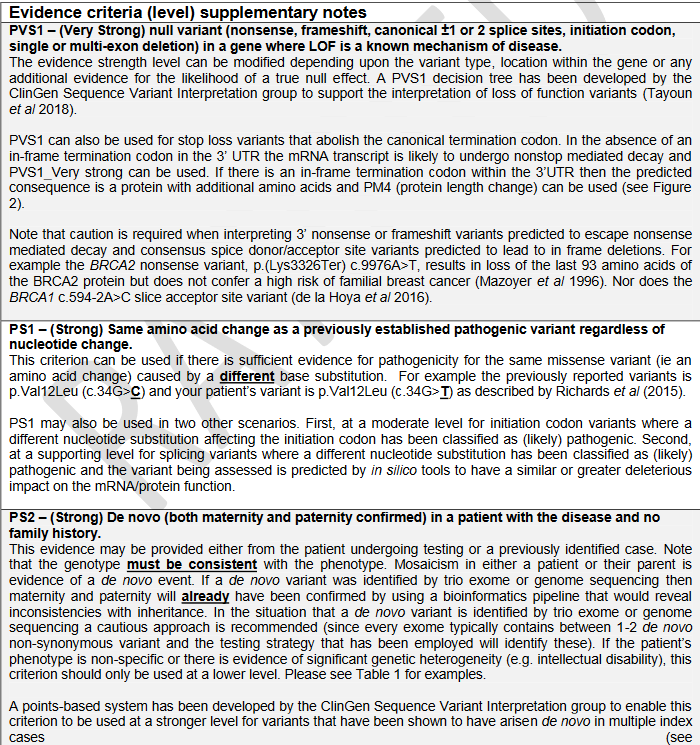 Evidence criteria (level) supplementary notes
PVS1 – (Very Strong) null variant (nonsense, frameshift, canonical ±1 or 2 splice sites, initiation codon,
single or multi-exon deletion) in a gene where LOF is a known mechanism of disease.
The evidence strength level can be modified depending upon the variant type, location within the gene or any
additional evidence for the likelihood of a true null effect. A PVS1 decision tree has been developed by the
ClinGen Sequence Variant Interpretation group to support the interpretation of loss of function variants (Tayoun
et al 2018).
PVS1 can also be used for stop loss variants that abolish the canonical termination codon. In the absence of an
in-frame termination codon in the 3' UTR the mRNA transcript is likely to undergo nonstop mediated decay and
PVS1_Very strong can be used. If there is an in-frame termination codon within the 3'UTR then the predicted
consequence is a protein with additional amino acids and PM4 (protein length change) can be used (see Figure
2).
Note that caution is required when interpreting 3' nonsense or frameshift variants predicted to escape nonsense
mediated decay and consensus spice donor/acceptor site variants predicted to lead to in frame deletions. For
example the BRCA2 nonsense variant, p.(Lys3326Ter) c.9976A>T, results in loss of the last 93 amino acids of
the BRCA2 protein but does not confer a high risk of familial breast cancer (Mazoyer et al 1996). Nor does the
BRCA1 c.594-2A>C slice acceptor site variant (de la Hoya et al 2016).
PS1 – (Strong) Same amino acid change as a previously established pathogenic variant regardless of
nucleotide change.
This criterion can be used if there is sufficient evidence for pathogenicity for the same missense variant (ie an
amino acid change) caused by a different base substitution. For example the previously reported variants is
p.Val12Leu (c.34G>C) and your patient's variant is p.Val12Leu (c.34G>T) as described by Richards et al (2015).
PS1 may also be used in two other scenarios. First, at a moderate level for initiation codon variants where a
different nucleotide substitution affecting the initiation codon has been classified as (likely) pathogenic. Second,
at a supporting level for splicing variants where a different nucleotide substitution has been classified as (likely)
pathogenic and the variant being assessed is predicted by in silico tools to have a similar or greater deleterious
impact on the mRNA/protein function.
PS2 – (Strong) De novo (both maternity and paternity confirmed) in a patient with the disease and no
family history.
This evidence may be provided either from the patient undergoing testing or a previously identified case. Note
that the genotype must be consistent with the phenotype. Mosaicism in either a patient or their parent is
evidence of a de novo event. If a de novo variant was identified by trio exome or genome sequencing then
maternity and paternity will already have been confirmed by using a bioinformatics pipeline that would reveal
inconsistencies with inheritance. In the situation that a de novo variant is identified by trio exome or genome
sequencing a cautious approach is recommended (since every exome typically contains between 1-2 de novo
non-synonymous variant and the testing strategy that has been employed will identify these). If the patient's
phenotype is non-specific or there is evidence of significant genetic heterogeneity (e.g. intellectual disability), this
criterion should only be used at a lower level. Please see Table 1 for examples.
A points-based system has been developed by the ClinGen Sequence Variant Interpretation group to enable this
criterion to be used at a stronger level for variants that have been shown to have arisen de novo in multiple index
cases (see